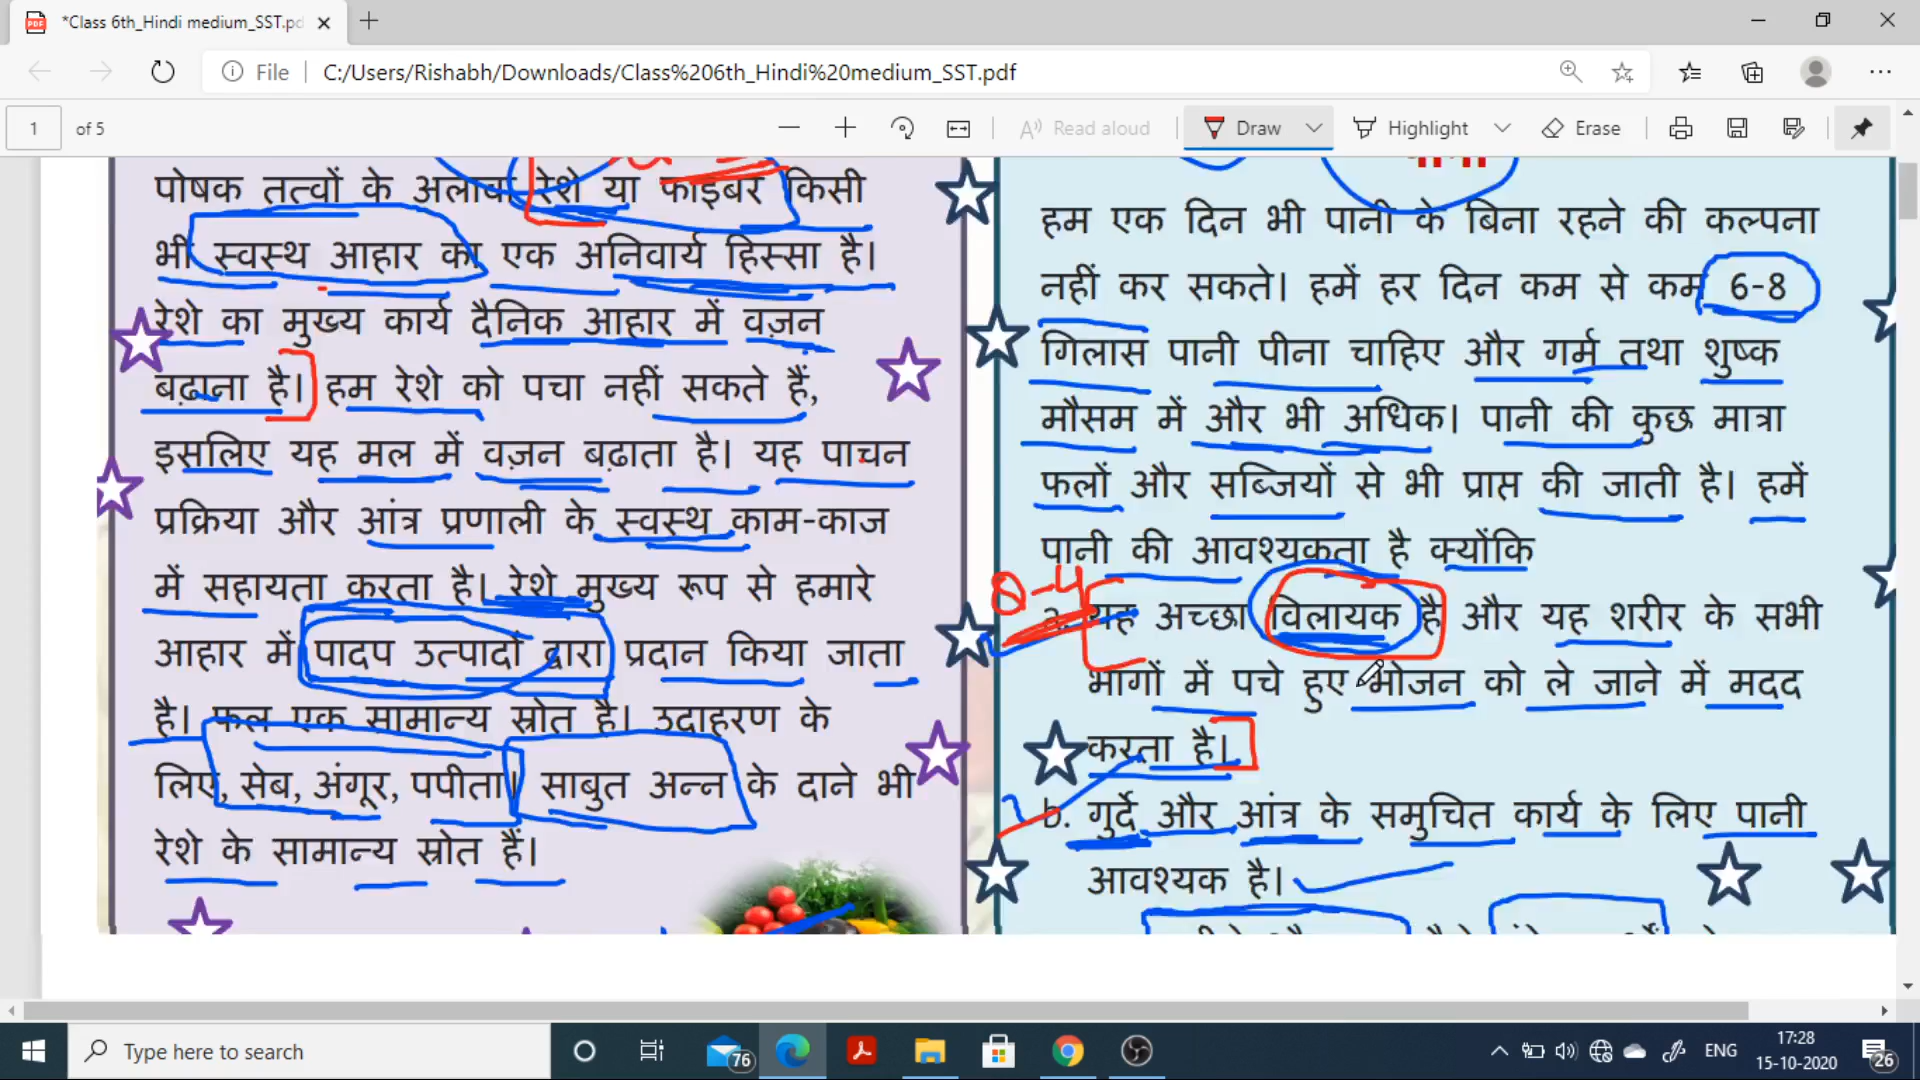 *Class 6th_Hindi medium_SST.pd
File
C:/Users/Rishabh/Downloads/Class%206th_Hindi%20medium_SST.pdf
1 of 5
Read aloud
Draw
Highlight
Erase
पोषक तत्वों के अलावा रेशे या फाइबर किसी
भी स्वस्थ आहार का एक अनिवार्य हिस्सा है।
रेशे का मुख्य कार्य दैनिक आहार में वज़न
बढ़ाना है। हम रेशे को पचा नहीं सकते हैं,
इसलिए यह मल में वज़न बढ़ाता है। यह पाचन
प्रक्रिया और आंत्र प्रणाली के स्वस्थ काम-काज
में सहायता करता है। रेशे मुख्य रूप से हमारे
आहार में पादप उत्पादों द्वारा प्रदान किया जाता
है। फल एक सामान्य स्रोत है। उदाहरण के
लिए, सेब, अंगूर, पपीता। साबुत अन्न के दाने भी
रेशे के सामान्य स्रोत हैं।
हम एक दिन भी पानी के बिना रहने की कल्पना
नहीं कर सकते। हमें हर दिन कम से कम 6-8
गिलास पानी पीना चाहिए और गर्म तथा शुष्क
मौसम में और भी अधिक। पानी की कुछ मात्रा
फलों और सब्जियों से भी प्राप्त की जाती है। हमें
पानी की आवश्यकता है क्योंकि
Q-4
a. यह अच्छा विलायक है और यह शरीर के सभी
भागों में पचे हुए भोजन को ले जाने में मदद
करता है।
b. गुर्दे और आंत्र के समुचित कार्य के लिए पानी
आवश्यक है।
Type here to search
76
ENG
17:28
15-10-2020
26